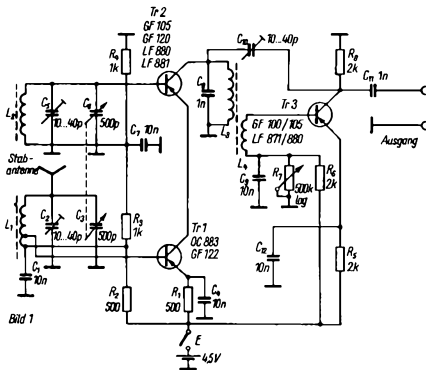 Tr 2
GF 105
GF 120
LF 880
LF 881
R4
1k
C10
10...40p
R8
2k
C11 1n
C5
10...40p
C6
500p
L2
C7 10n
C8
1n
L3
Tr 3
GF 100/105
LF 871/880
Ausgang
Stab-
antenne
L4
C9
10n
R7
500k
log
R6
2k
L1
C2
10...40p
C3
500p
R3
1k
Tr 1
OC 883
GF 122
C12
10n
R5
2k
C1
10n
R2
500
R1
500
C4
10n
Bild 1
E
4,5V